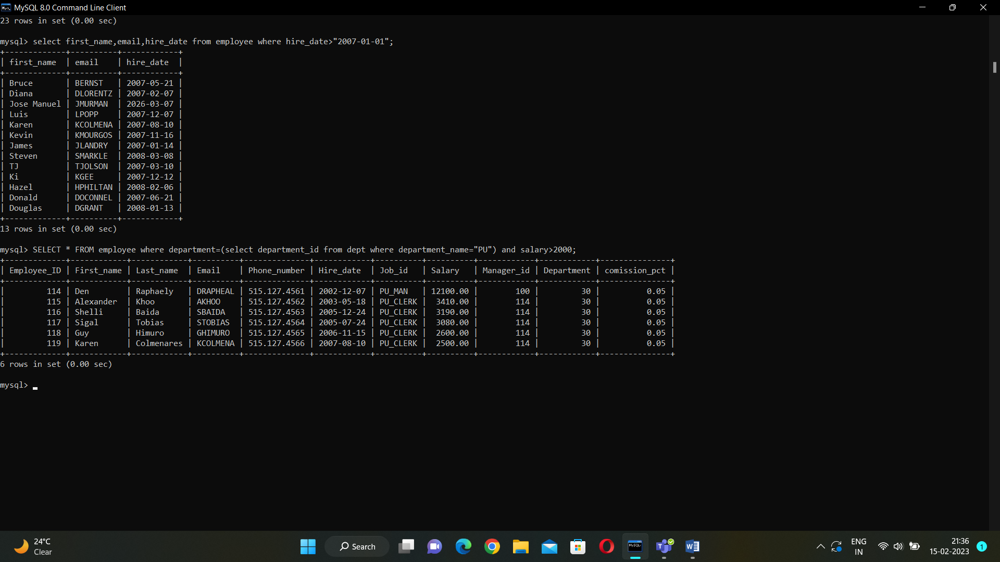 MySQL 8.0 Command Line Client
23 rows in set (0.00 sec)
mysql> select first_name,email,hire_date from employee where hire_date>"2007-01-01";
+-------------+----------+------------+
| first_name  | email    | hire_date  |
+-------------+----------+------------+
| Bruce       | BERNST   | 2007-05-21 |
| Diana       | DLORENTZ | 2007-02-07 |
| Jose Manuel | JMURMAN  | 2026-03-07 |
| Luis        | LPOPP    | 2007-12-07 |
| Karen       | KCOLMENA | 2007-08-10 |
| Kevin       | KMOURGOS | 2007-11-16 |
| James       | JLANDRY  | 2007-01-14 |
| Steven      | SMARKLE  | 2008-03-08 |
| TJ          | TJOLSON  | 2007-03-10 |
| Ki          | KGEE     | 2007-12-12 |
| Hazel       | HPHILTAN | 2008-02-06 |
| Donald      | DOCONNEL | 2007-06-21 |
| Douglas     | DGRANT   | 2008-01-13 |
+-------------+----------+------------+
13 rows in set (0.00 sec)
mysql> SELECT * FROM employee where department=(select department_id from dept where department_name="PU") and salary>2000;
+-------------+------------+------------+----------+--------------+------------+----------+----------+------------+------------+---------------+
| Employee_ID | First_name | Last_name  | Email    | Phone_number | Hire_date  | Job_id   | Salary   | Manager_id | Department | comission_pct |
+-------------+------------+------------+----------+--------------+------------+----------+----------+------------+------------+---------------+
|         114 | Den        | Raphaely   | DRAPHEAL | 515.127.4561 | 2002-12-07 | PU_MAN   | 12100.00 |        100 |         30 |          0.05 |
|         115 | Alexander  | Khoo       | AKHOO    | 515.127.4562 | 2003-05-18 | PU_CLERK |  3410.00 |        114 |         30 |          0.05 |
|         116 | Shelli     | Baida      | SBAIDA   | 515.127.4563 | 2005-12-24 | PU_CLERK |  3190.00 |        114 |         30 |          0.05 |
|         117 | Sigal      | Tobias     | STOBIAS  | 515.127.4564 | 2005-07-24 | PU_CLERK |  3080.00 |        114 |         30 |          0.05 |
|         118 | Guy        | Himuro     | GHIMURO  | 515.127.4565 | 2006-11-15 | PU_CLERK |  2600.00 |        114 |         30 |          0.05 |
|         119 | Karen      | Colmenares | KCOLMENA | 515.127.4566 | 2007-08-10 | PU_CLERK |  2500.00 |        114 |         30 |          0.05 |
+-------------+------------+------------+----------+--------------+------------+----------+----------+------------+------------+---------------+
6 rows in set (0.00 sec)
mysql> _
24°C
Clear
Search
ENG
IN
21:36
15-02-2023
1